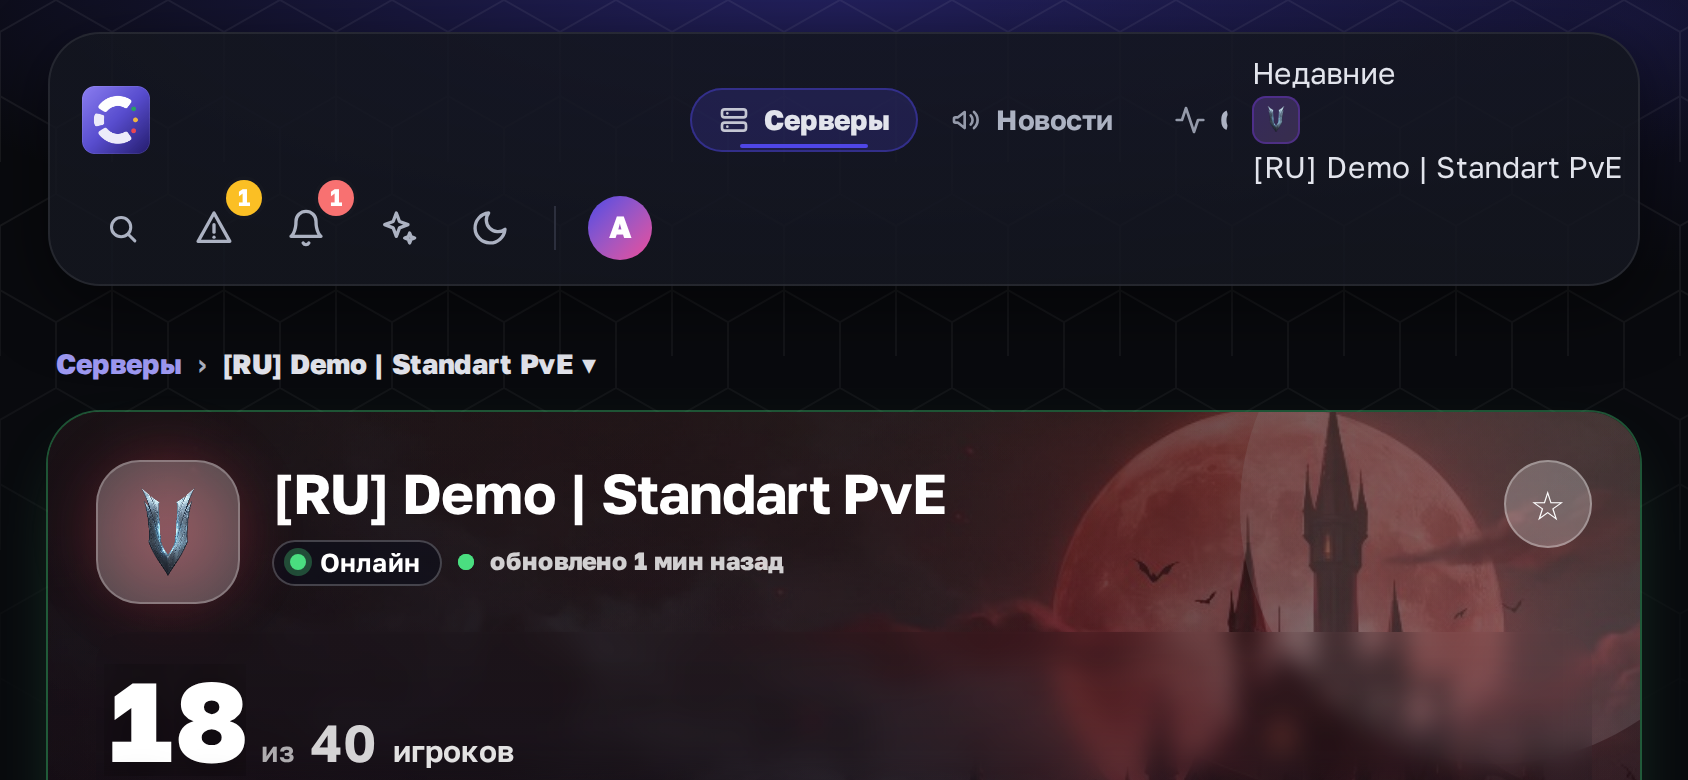 Недавние
Серверы
Новости
[RU] Demo | Standart PvE
1
1
A
Серверы › [RU] Demo | Standart PvE ▾
[RU] Demo | Standart PvE
Онлайн
обновлено 1 мин назад
18 из 40 игроков